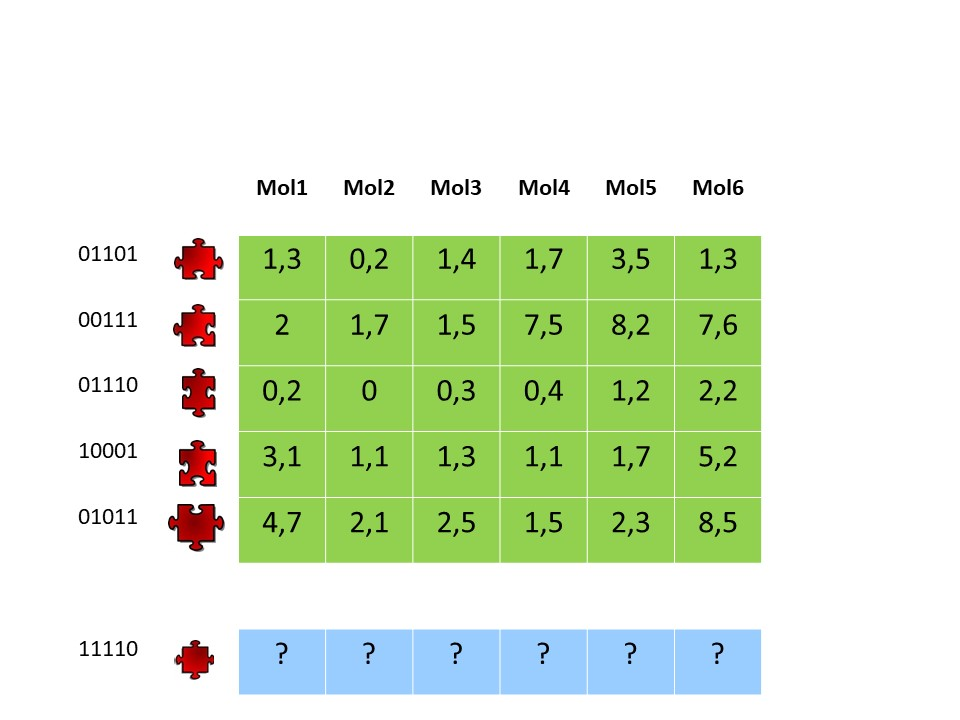 Mol1 Mol2 Mol3 Mol4 Mol5 Mol6
01101 1,3 0,2 1,4 1,7 3,5 1,3
00111 2 1,7 1,5 7,5 8,2 7,6
01110 0,2 0 0,3 0,4 1,2 2,2
10001 3,1 1,1 1,3 1,1 1,7 5,2
01011 4,7 2,1 2,5 1,5 2,3 8,5
11110 ? ? ? ? ? ?